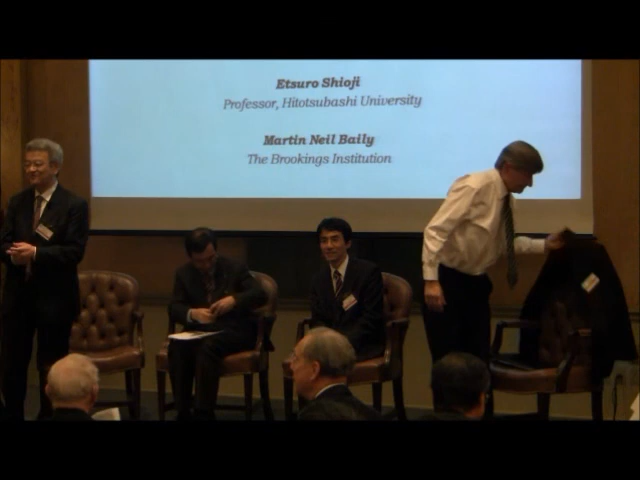 Etsuro Shioji
Professor, Hitotsubashi University
Martin Neil Baily
The Brookings Institution